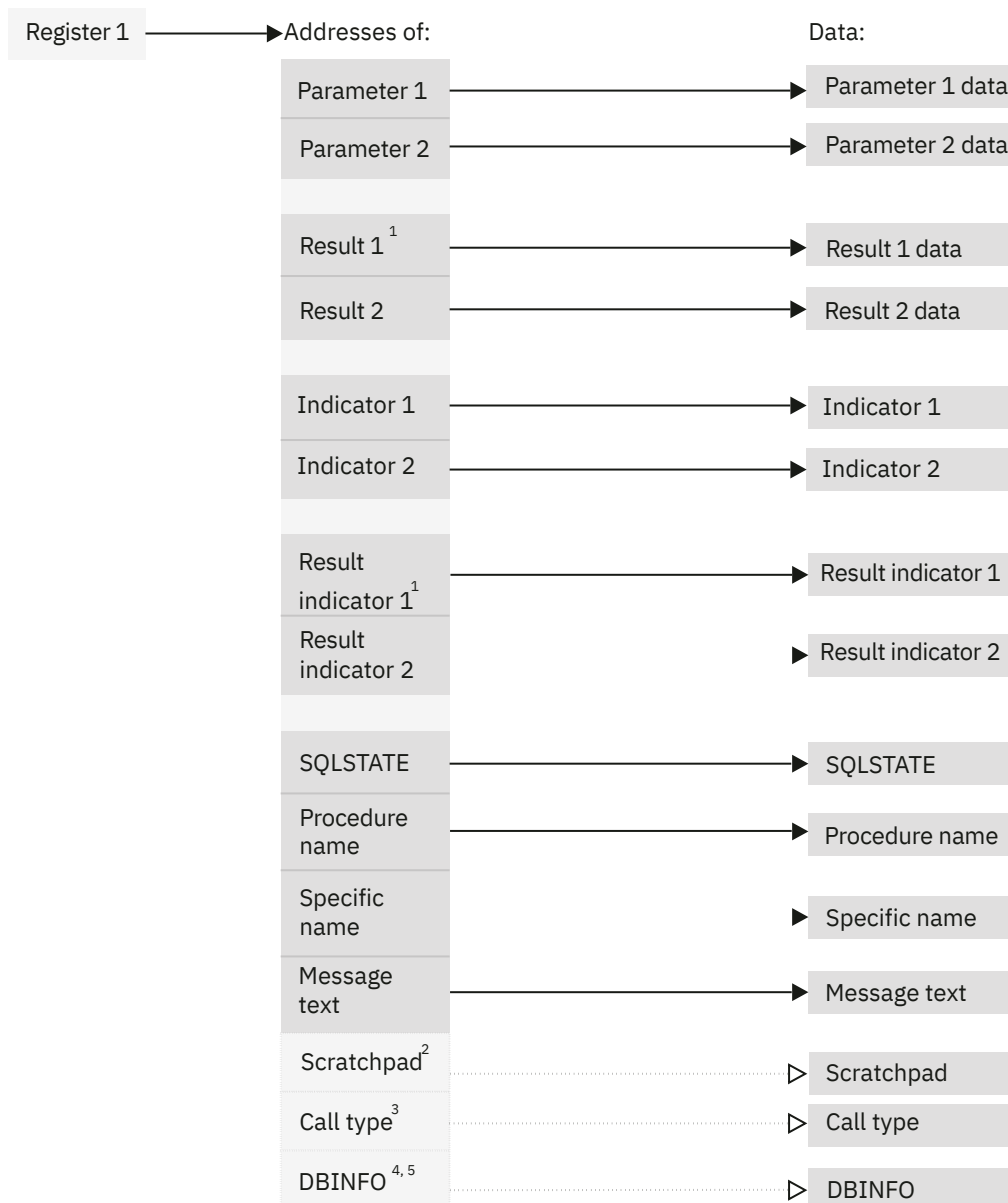 Register 1
Addresses of:
Data:
Parameter 1
Parameter 1 data
Parameter 2
Parameter 2 data
Result 1 1
Result 1 data
Result 2
Result 2 data
Indicator 1
Indicator 1
Indicator 2
Indicator 2
Result
indicator 1 1
Result indicator 1
Result
indicator 2
Result indicator 2
SQLSTATE
SQLSTATE
Procedure
name
Procedure name
Specific
name
Specific name
Message
text
Message text
Scratchpad 2
Scratchpad
Call type 3
Call type
DBINFO 4, 5
DBINFO